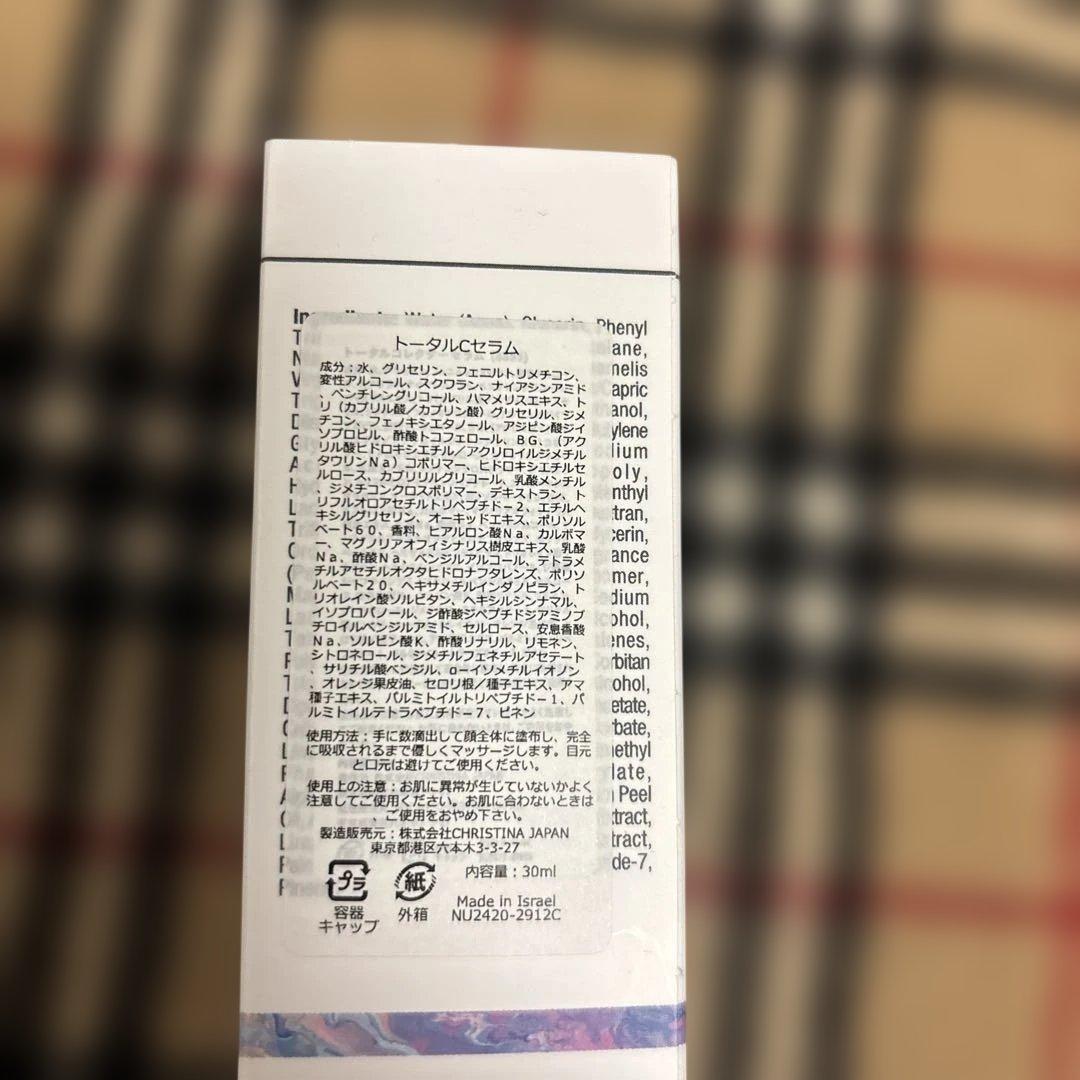 Phenyl
ane,
トータルCセラム
melis
成分：水、グリセリン、フェニルトリメチコン、
Capric
変性アルコール、スクワラン、ナイアシンアミド
anol,
、ペンチレングリコール、ハマメリスエキス、ト
リ（カプリル酸／カプリン酸）グリセリル、ジメ
ylene
チコン、フェノキシエタノール、アジピン酸ジイ
ソプロピル、酢酸トコフェロール、ＢＧ、（アク
lium
リル酸ヒドロキシエチル／アクリロイルジメチル
oly,
タウリンＮａ）コポリマー、ヒドロキシエチルセ
ルロース、カプリリルグリコール、乳酸メンチル
nthyl
、ジメチコンクロスポリマー、デキストラン、ト
tran,
リフルオロアセチルトリペプチド－２、エチルヘ
キシルグリセリン、オーキッドエキス、ポリソル
cerin,
ベート６０、香料、ヒアルロン酸Ｎａ、カルボマ
ance
ー、マグノリアオフィシナリス樹皮エキス、乳酸
Ｎａ、酢酸Ｎａ、ベンジルアルコール、テトラメ
mer,
チルアセチルオクタヒドロナフタレンズ、ポリソ
dium
ルベート２０、ヘキサメチルインダノピラン、ト
リオレイン酸ソルビタン、ヘキシルシンナマル、
ohol,
イソプロパノール、ジ酢酸ジペプチドジアミノブ
enes,
チロイルベンジルアミド、セルロース、安息香酸
Ｎａ、ソルビン酸Ｋ、酢酸リナリル、リモネン、
rbitan
シトロネロール、ジメチルフェネチルアセテート
ohol,
、サリチル酸ベンジル、αーイソメチルイオノン
、オレンジ果皮油、セロリ根／種子エキス、アマ
etate,
種子エキス、パルミトイルトリペプチド－１、パ
ルミトイルテトラペプチド－７、ピネン
rbate,
使用方法：手に数滴出して顔全体に塗布し、完全
methyl
に吸収されるまで優しくマッサージします。目元
と口元は避けてご使用ください。
late,
使用上の注意：お肌に異常が生じていないかよく
Peel
注意してご使用ください。お肌に合わないときは
、ご使用をおやめ下さい。
tract,
製造販売元：株式会社CHRISTINA JAPAN
tract,
東京都港区六本木3-3-27
de-7,
プラ
紙
内容量：30ml
容器
キャップ
外箱
Made in Israel
NU2420-2912C